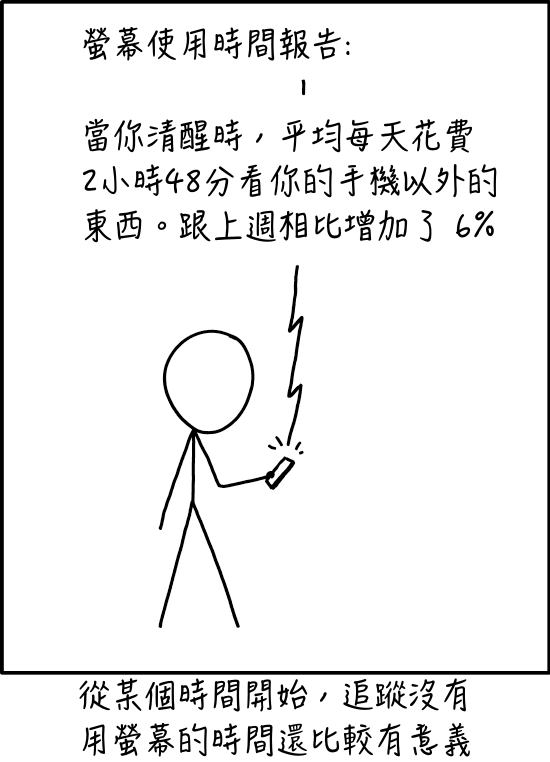 螢幕使用時間報告:
當你清醒時，平均每天花費
2小時48分看你的手機以外的
東西。跟上週相比增加了 6%
從某個時間開始，追蹤沒有
用螢幕的時間還比較有意義